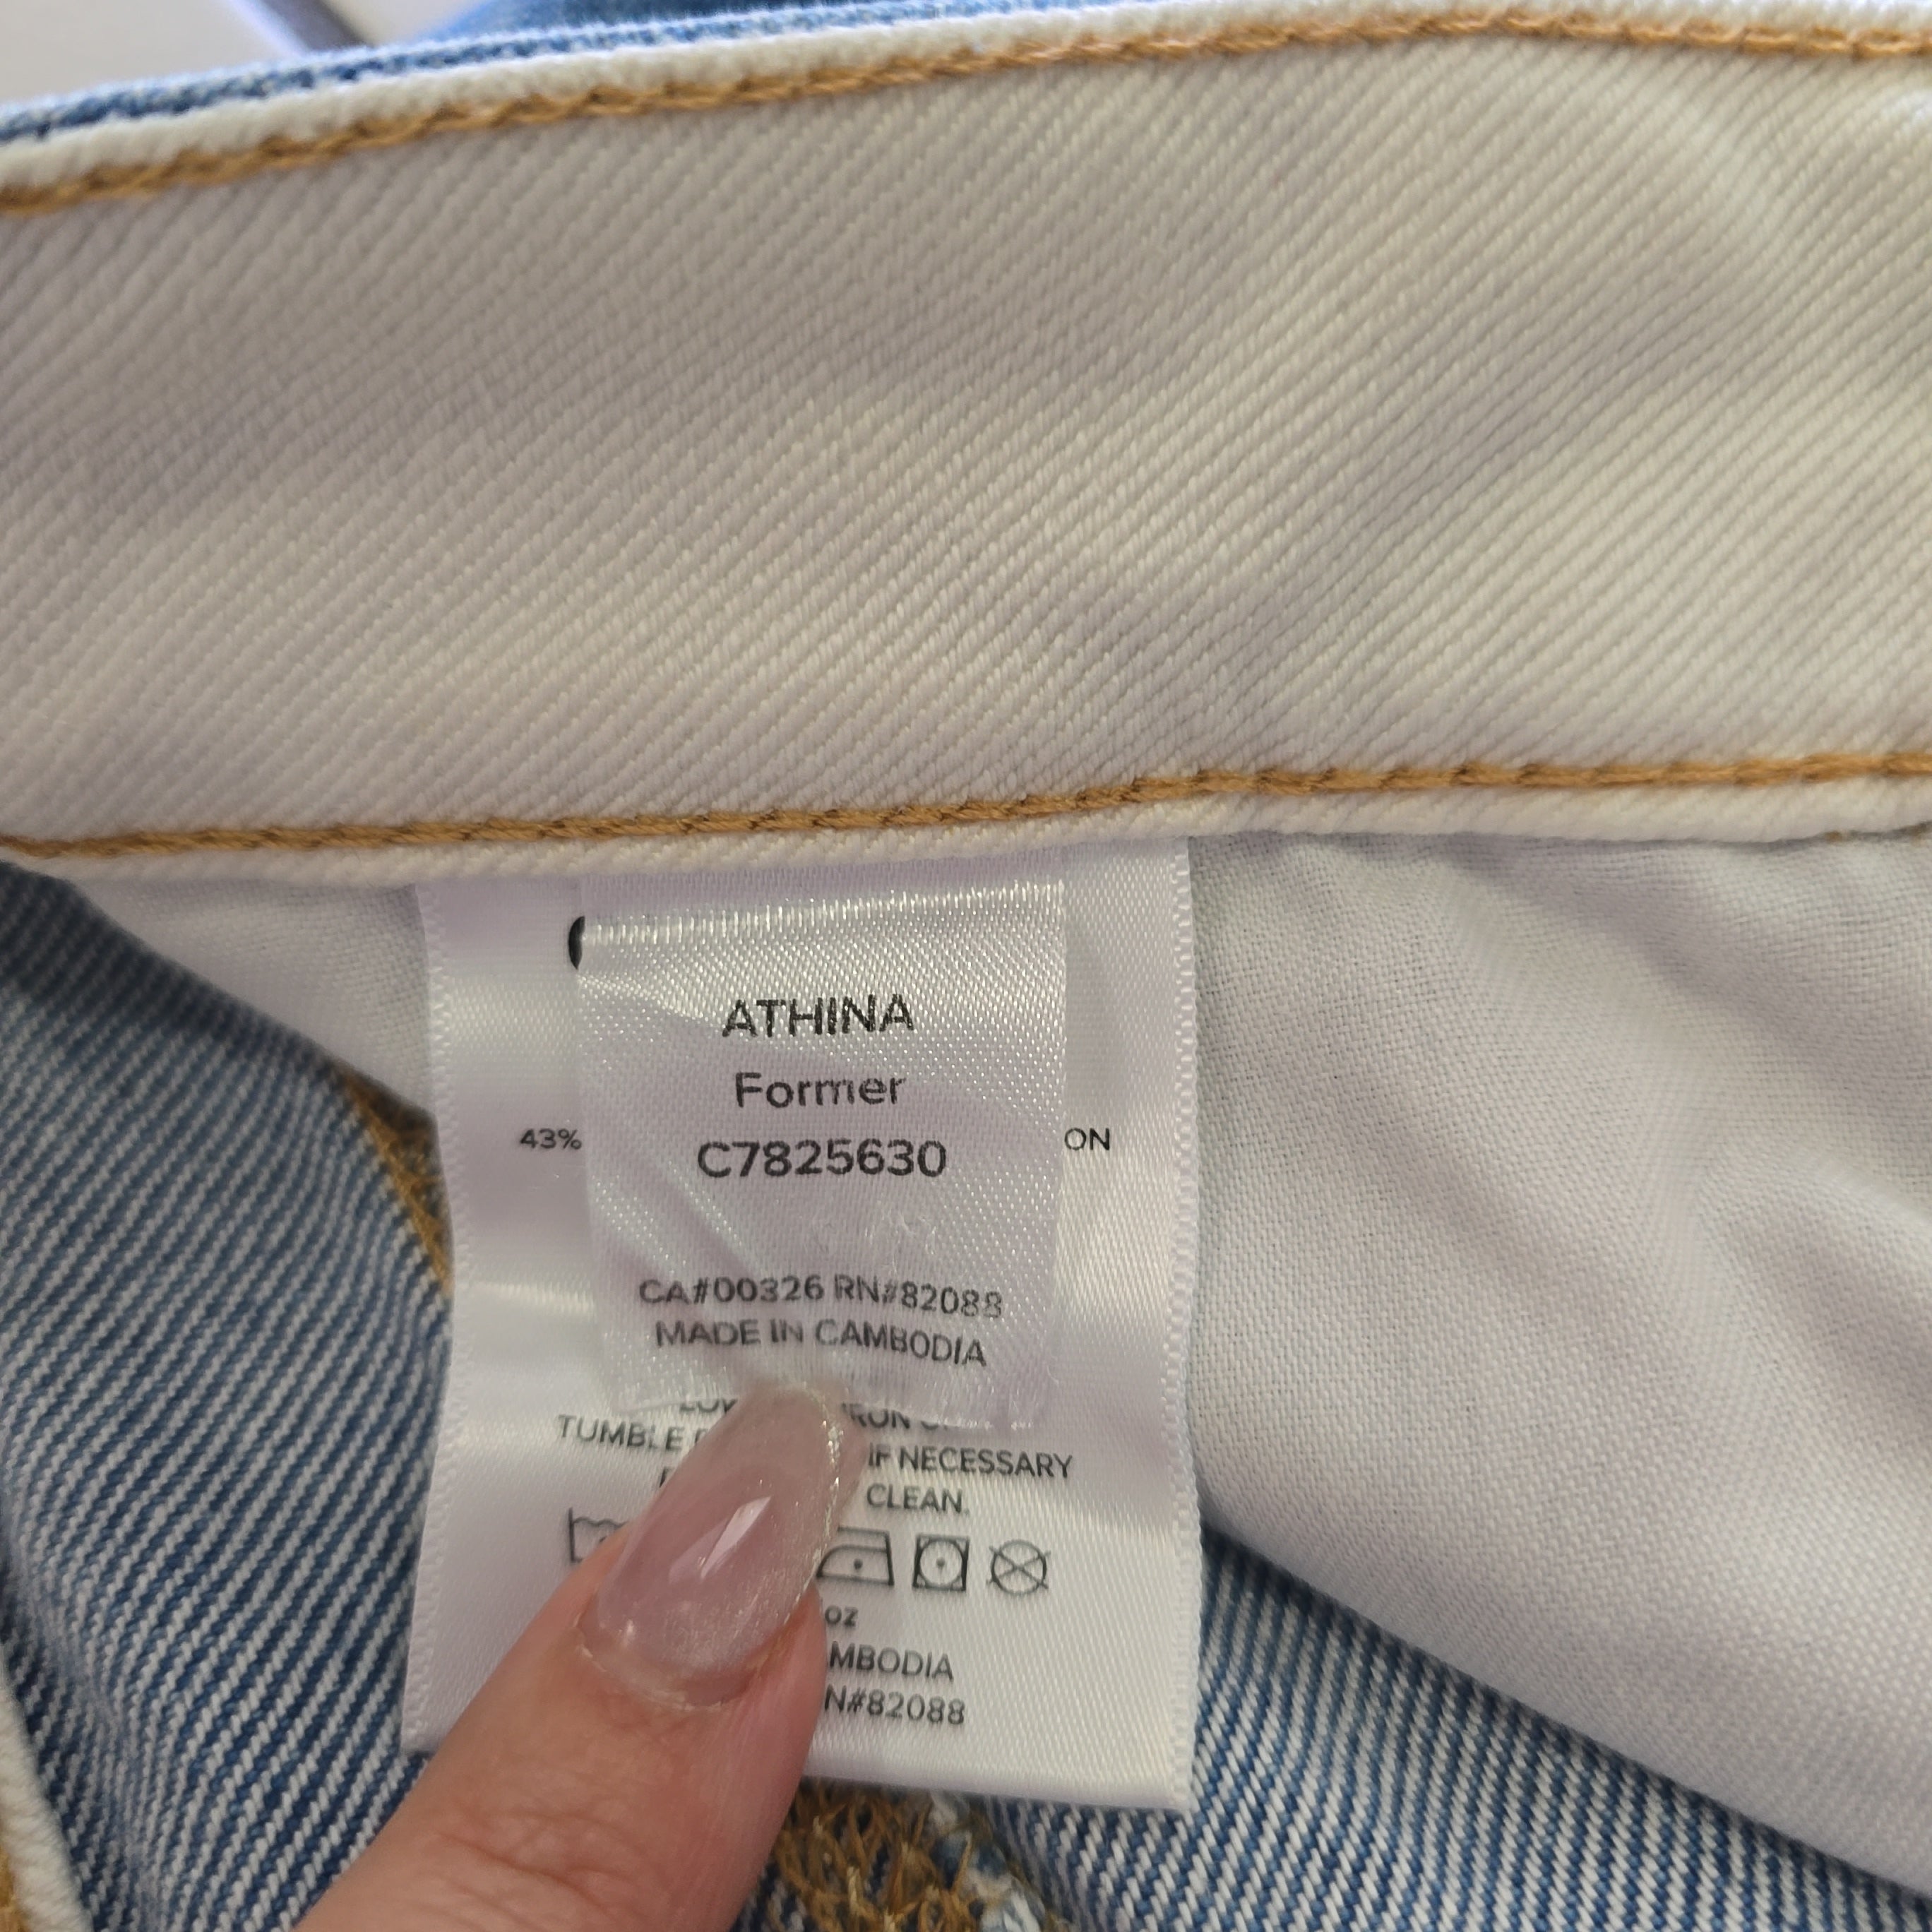 ATHINA
Former
43%
ON
C7825630
CA#00326 RN#82088
MADE IN CAMBODIA
TUMBLE
IF NECESSARY
CLEAN.
oz
MBODIA
N#82088